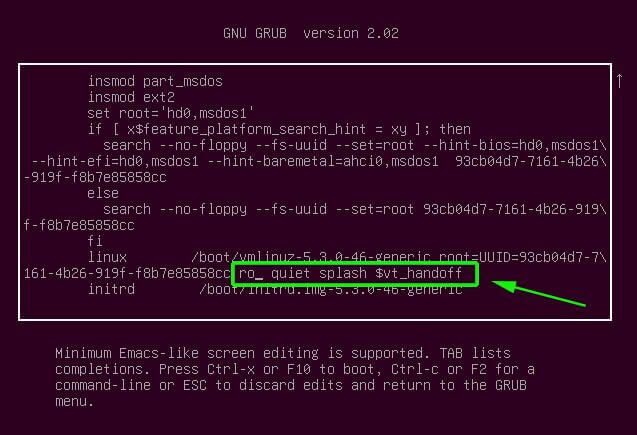 GNU GRUB version 2.02
insmod part_msdos
insmod ext2
set root='hd0,msdos1'
if [ x$feature_platform_search_hint = xy ]; then
search --no-floppy --fs-uuid --set=root --hint-bios=hd0,msdos1\
--hint-efi=hd0,msdos1 --hint-baremetal=ahci0,msdos1 93cb04d7-7161-4b26\
-919f-f8b7e85858cc
else
search --no-floppy --fs-uuid --set=root 93cb04d7-7161-4b26-919\
f-f8b7e85858cc
fi
linux /boot/vmlinuz-5.3.0-46-generic root=UUID=93cb04d7-7\
161-4b26-919f-f8b7e85858cc ro_ quiet splash $vt_handoff
initrd /boot/initrd.img-5.3.0-46-generic
Minimum Emacs-like screen editing is supported. TAB lists
completions. Press Ctrl-x or F10 to boot, Ctrl-c or F2 for a
command-line or ESC to discard edits and return to the GRUB
menu.